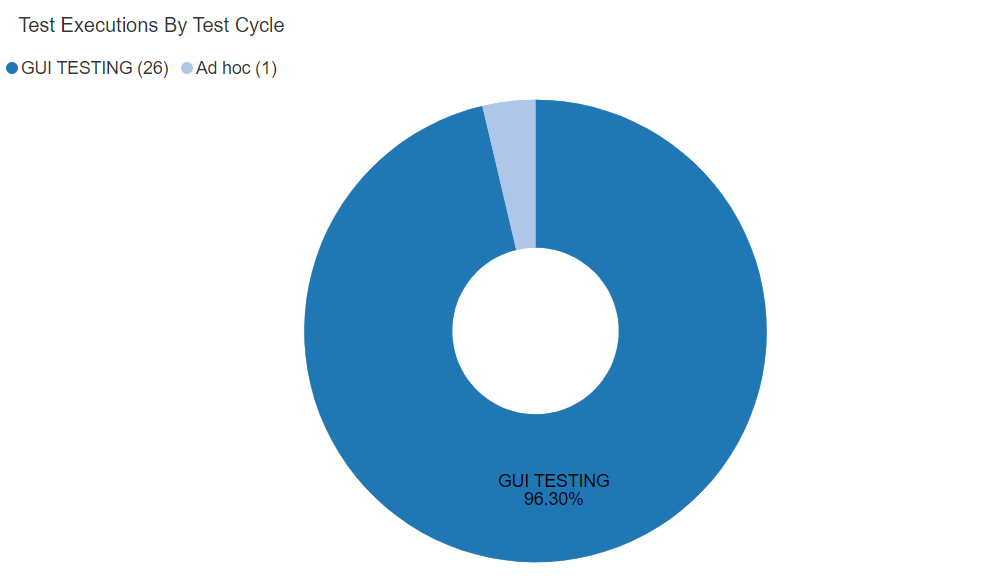 Test Executions By Test Cycle
GUI TESTING (26) Ad hoc (1)
GUI TESTING
96.30%